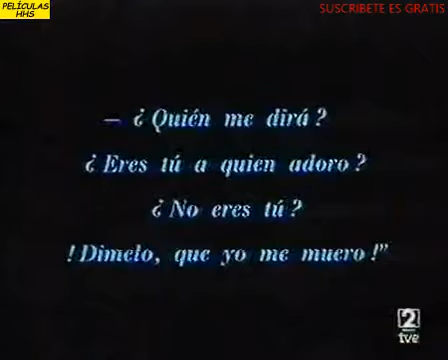 PELÍCULAS
HHS
SUSCRIBETE ES GRATIS
– ¿Quién me dirá?
¿Eres tú a quien adoro?
¿No eres tú?
!Dimelo, que yo me muero!"
2
tve